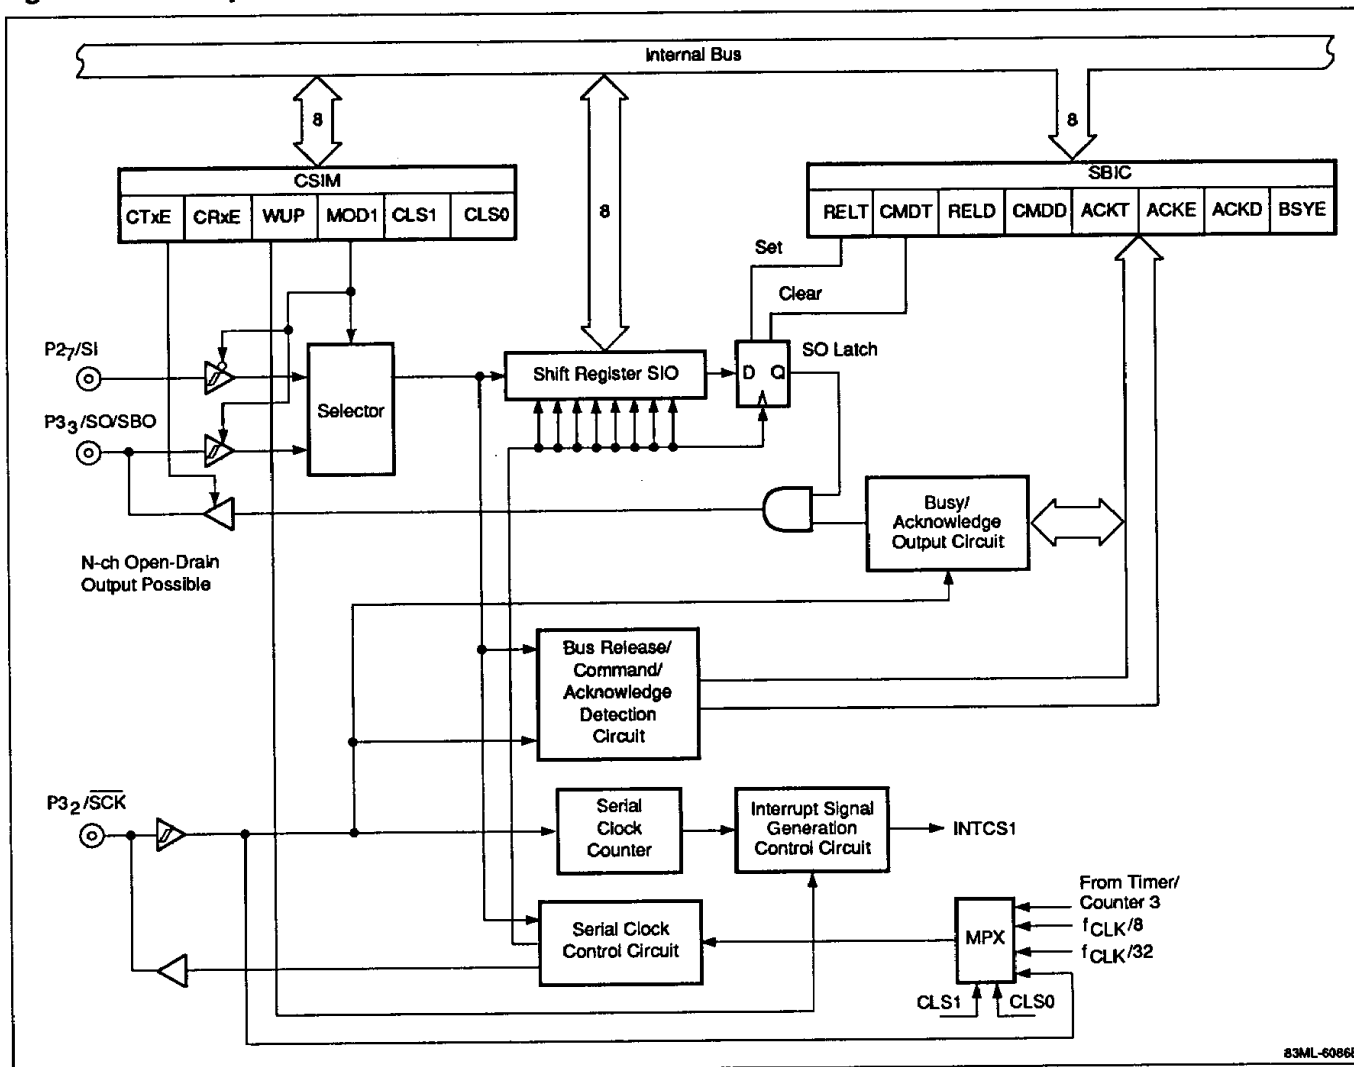 Internal Bus
8
8
8
CSIM
CTxE CRxE WUP MOD1 CLS1 CLS0
SBIC
RELT CMDT RELD CMDD ACKT ACKE ACKD BSYE
Set
Clear
P2₇/SI
Selector
Shift Register SIO
SO Latch
D Q
P3₃/SO/SBO
N-ch Open-Drain
Output Possible
Busy/
Acknowledge
Output Circuit
Bus Release/
Command/
Acknowledge
Detection
Circuit
P3₂/S̅C̅K̅
Serial
Clock
Counter
Interrupt Signal
Generation
Control Circuit
INTCS1
Serial Clock
Control Circuit
MPX
From Timer/
Counter 3
fCLK/8
fCLK/32
CLS1 CLS0